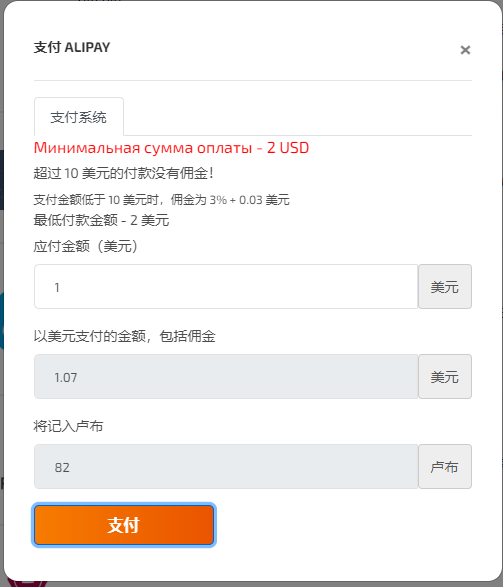 支付 ALIPAY
×
支付系统
Минимальная сумма оплаты - 2 USD
超过 10 美元的付款没有佣金！
支付金额低于 10 美元时，佣金为 3% + 0.03 美元
最低付款金额 - 2 美元
应付金额（美元）
1 美元
以美元支付的金额，包括佣金
1.07 美元
将记入卢布
82 卢布
支付